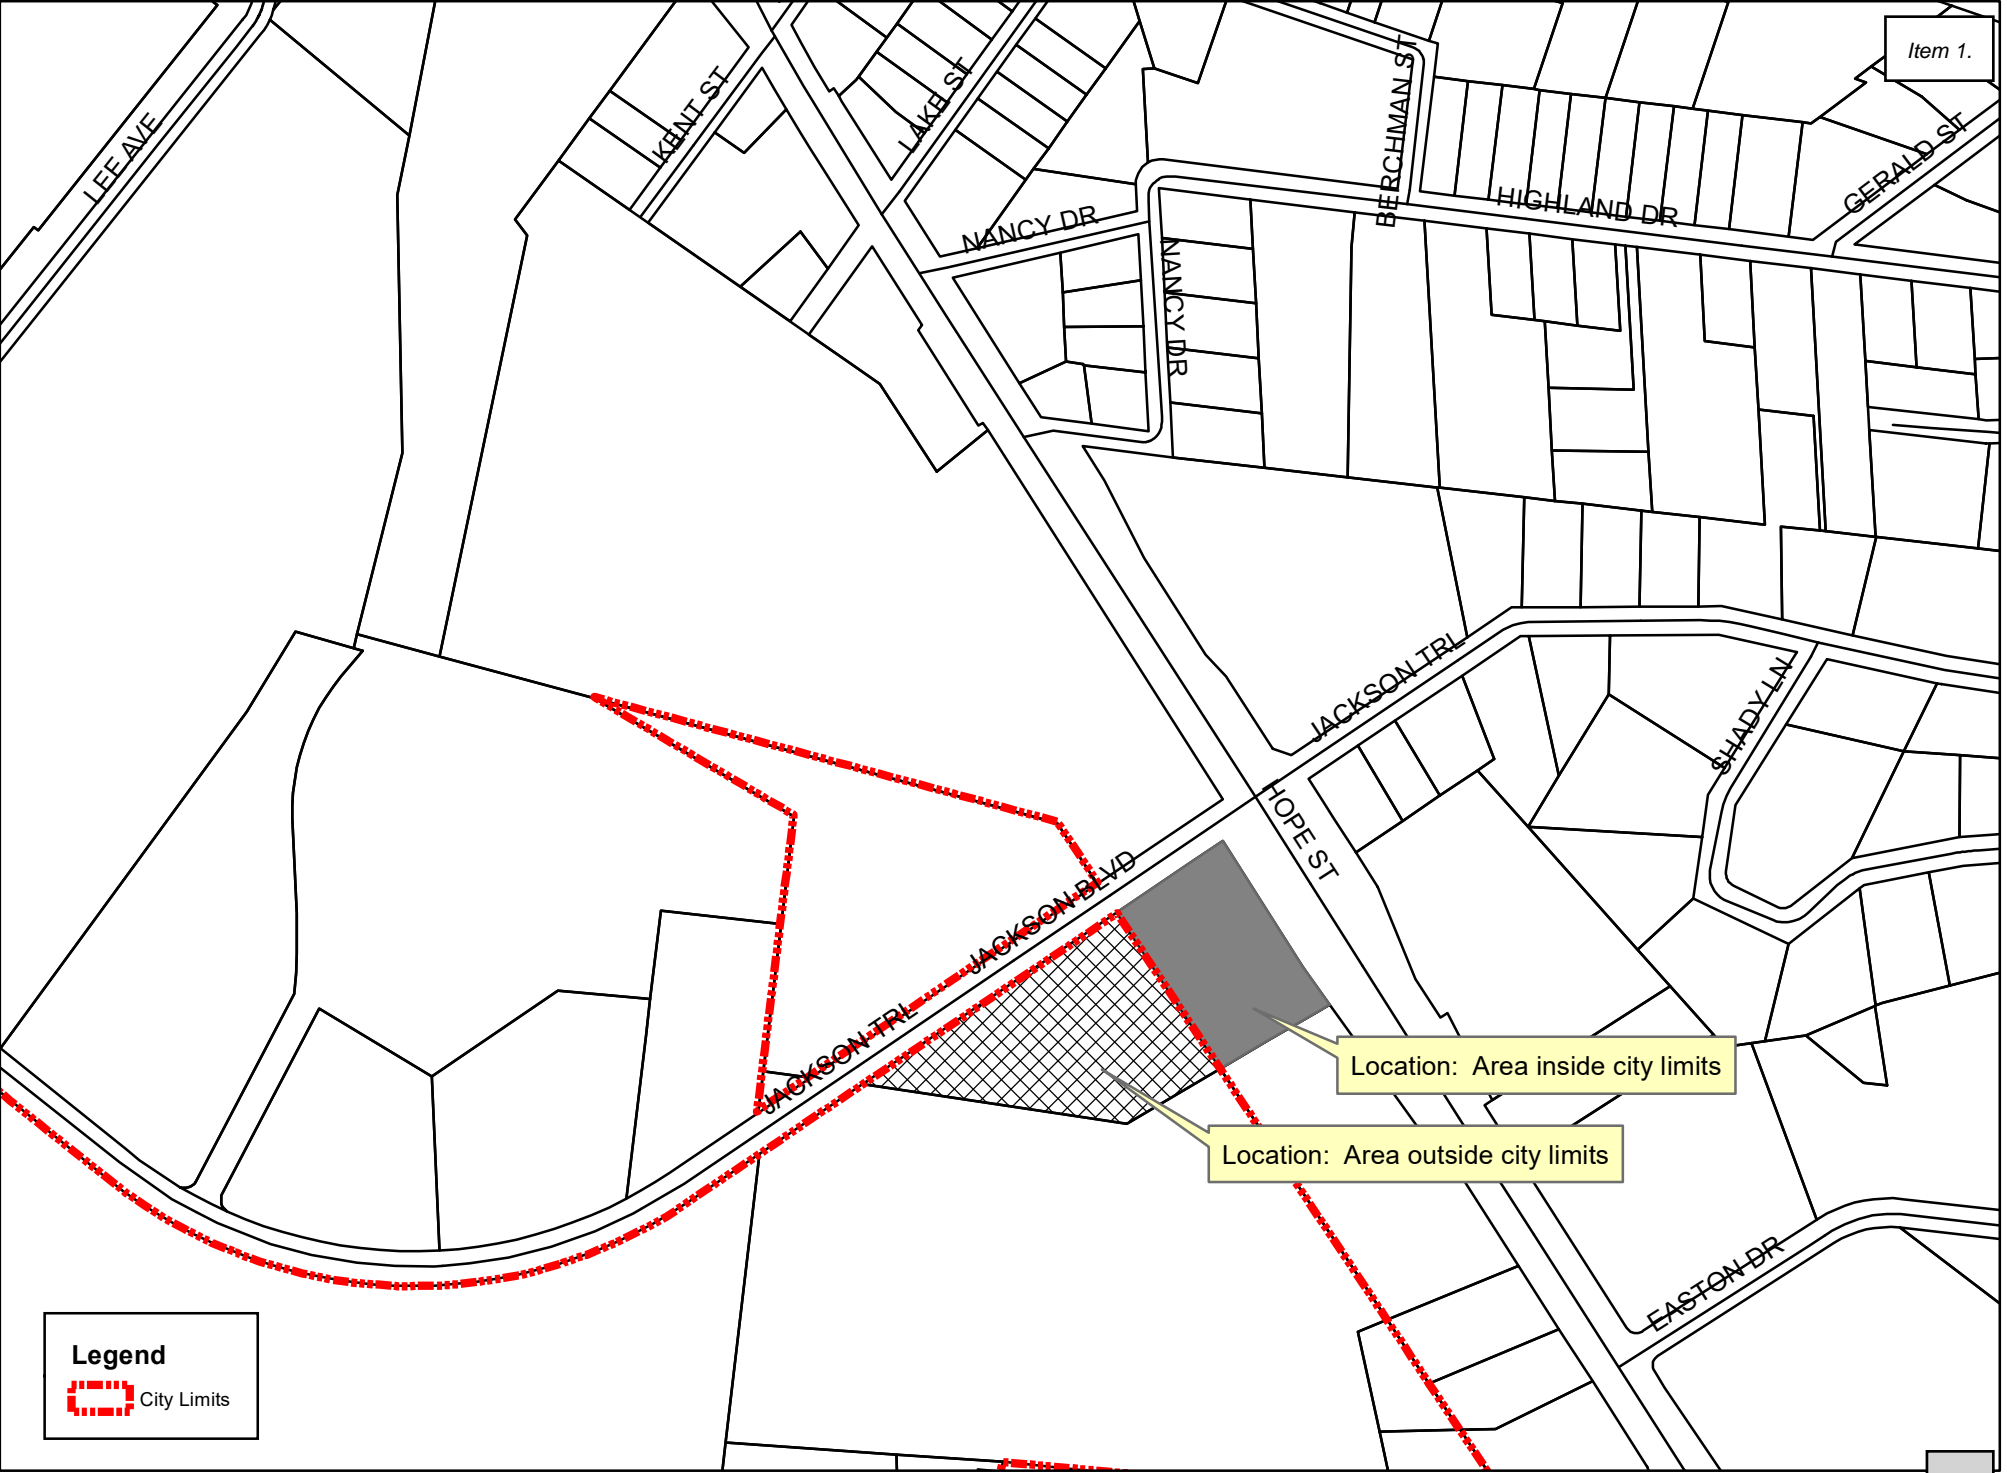 Item 1.
LEE AVE
KENT ST
LAKE ST
BERCHMAN ST
GERALD ST
HIGHLAND DR
NANCY DR
NANCY DR
JACKSON TRL
SHADY LN
HOPE ST
JACKSON BLVD
JACKSON TRL
Location:  Area inside city limits
Location:  Area outside city limits
EASTON DR
Legend
City Limits